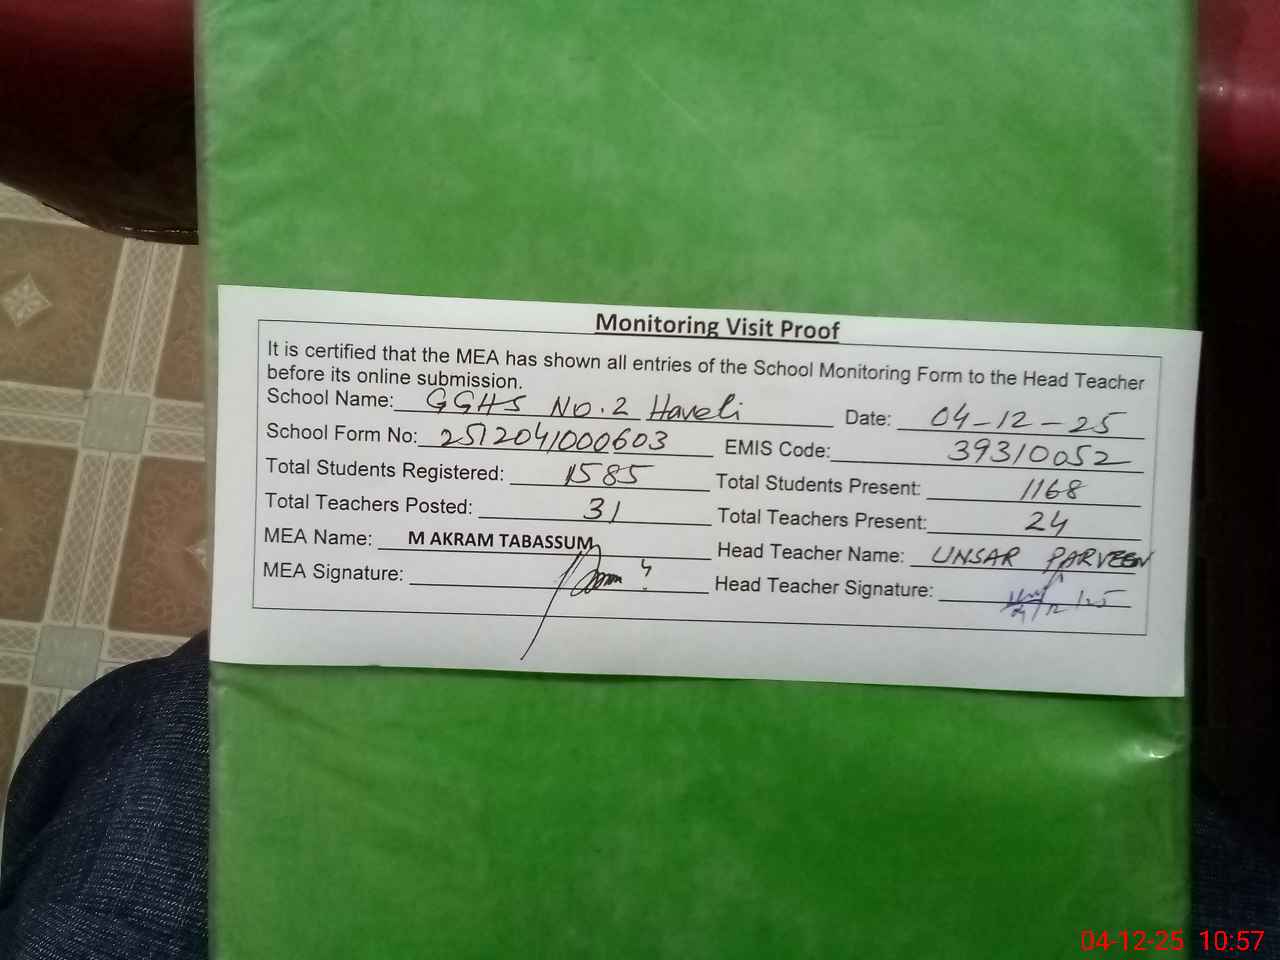 Monitoring Visit Proof
It is certified that the MEA has shown all entries of the School Monitoring Form to the Head Teacher
before its online submission.
School Name: GGHS No. 2 Haveli Date: 04-12-25
School Form No: 2512041000603 EMIS Code: 39310052
Total Students Registered: 1585 Total Students Present: 1168
Total Teachers Posted: 31 Total Teachers Present: 24
MEA Name: M AKRAM TABASSUM Head Teacher Name: UNSAR PARVEEN
MEA Signature: Head Teacher Signature:
04-12-25 10:57